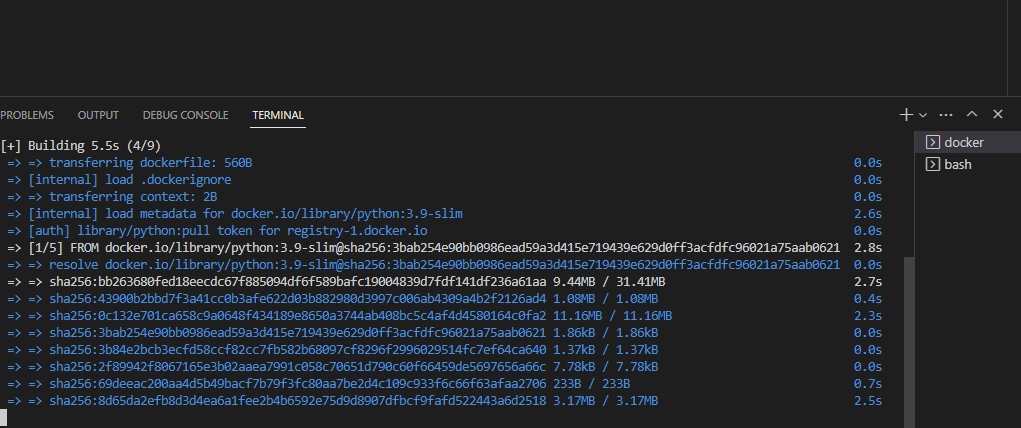 PROBLEMS OUTPUT DEBUG CONSOLE TERMINAL
[+] Building 5.5s (4/9)
=> => transferring dockerfile: 560B 0.0s
=> [internal] load .dockerignore 0.0s
=> => transferring context: 2B 0.0s
=> [internal] load metadata for docker.io/library/python:3.9-slim 2.6s
=> [auth] library/python:pull token for registry-1.docker.io 0.0s
=> [1/5] FROM docker.io/library/python:3.9-slim@sha256:3bab254e90bb0986ead59a3d415e719439e629d0ff3acfdfc96021a75aab0621 2.8s
=> => resolve docker.io/library/python:3.9-slim@sha256:3bab254e90bb0986ead59a3d415e719439e629d0ff3acfdfc96021a75aab0621 0.0s
=> => sha256:bb263680fed18eecdc67f885094df6f589bafc19004839d7fdf141df236a61aa 9.44MB / 31.41MB 2.7s
=> => sha256:43900b2bbd7f3a41cc0b3afe622d03b882980d3997c006ab4309a4b2f2126ad4 1.08MB / 1.08MB 0.4s
=> => sha256:0c132e701ca658c9a0648f434189e8650a3744ab408bc5c4af4d4580164c0fa2 11.16MB / 11.16MB 2.3s
=> => sha256:3bab254e90bb0986ead59a3d415e719439e629d0ff3acfdfc96021a75aab0621 1.86kB / 1.86kB 0.0s
=> => sha256:3b84e2bcb3ecfd58ccf82cc7fb582b68097cf8296f2996029514fc7ef64ca640 1.37kB / 1.37kB 0.0s
=> => sha256:2f89942f8067165e3b02aaea7991c058c70651d790c60f66459de5697656a66c 7.78kB / 7.78kB 0.0s
=> => sha256:69deeac200aa4d5b49bacf7b79f3fc80aa7be2d4c109c933f6c66f63afaa2706 233B / 233B 0.7s
=> => sha256:8d65da2efb8d3d4ea6a1fee2b4b6592e75d9d8907dfbcf9fafd522443a6d2518 3.17MB / 3.17MB 2.5s
docker
bash